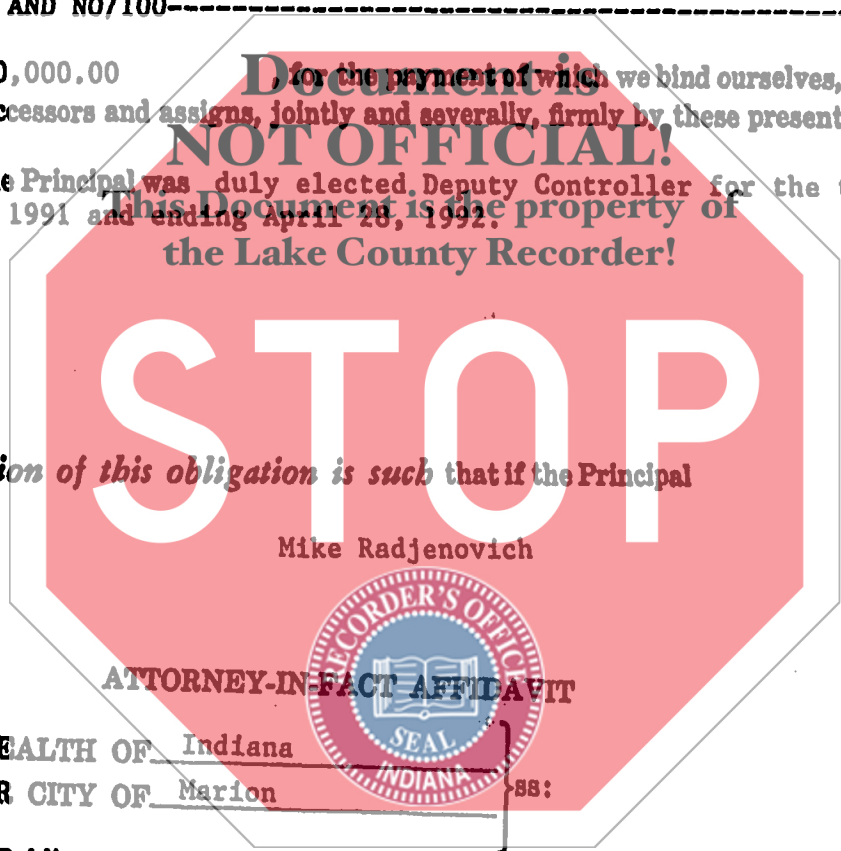 AND NO/100
0,000.00 , for the payment of which we bind ourselves,
ccessors and assigns, jointly and severally, firmly by these present
e Principal was duly elected Deputy Controller for the t
1991 and ending April 28, 1992.
Document is
NOT OFFICIAL!
This Document is the property of
the Lake County Recorder!
STOP
ion of this obligation is such that if the Principal
Mike Radjenovich
RECORDER'S OFFICE
SEAL
INDIANA
ATTORNEY-IN-FACT AFFIDAVIT
EALTH OF Indiana
R CITY OF Marion
ss: